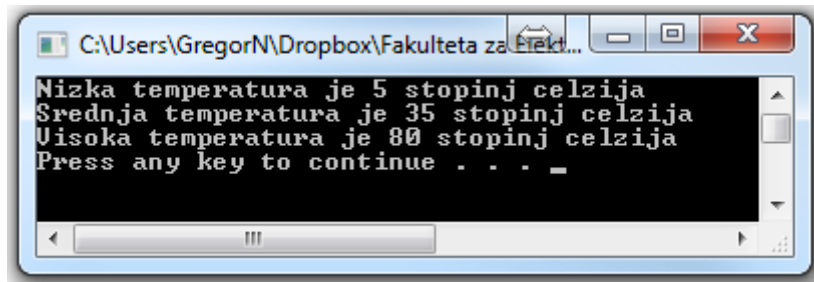 C:\Users\GregorN\Dropbox\Fakulteta za Elekt...
Nizka temperatura je 5 stopinj celzija
Srednja temperatura je 35 stopinj celzija
Visoka temperatura je 80 stopinj celzija
Press any key to continue . . . _